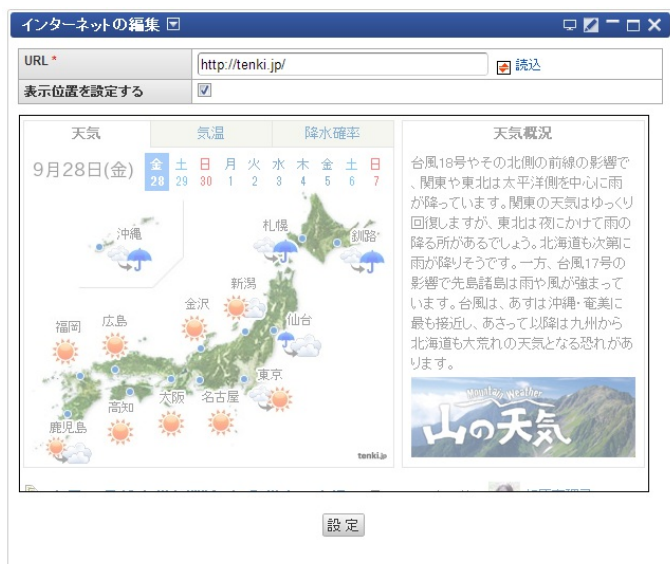 インターネットの編集
URL *
http://tenki.jp/
読込
表示位置を設定する
天気
気温
降水確率
9月28日(金)
金 土 日 月 火 水 木 金 土 日
28 29 30 1 2 3 4 5 6 7
沖縄
札幌
釧路
新潟
金沢
仙台
福岡
広島
東京
大阪
名古屋
高知
鹿児島
tenki.jp
天気概況
台風18号やその北側の前線の影響で
、関東や東北は太平洋側を中心に雨
が降っています。関東の天気はゆっくり
回復しますが、東北は夜にかけて雨の
降る所があるでしょう。北海道も次第に
雨が降りそうです。一方、台風17号の
影響で先島諸島は雨や風が強まって
います。台風は、あすは沖縄・奄美に
最も接近し、あさって以降は九州から
北海道も大荒れの天気となる恐れがあ
ります。
Mountain Weather
山の天気
設定